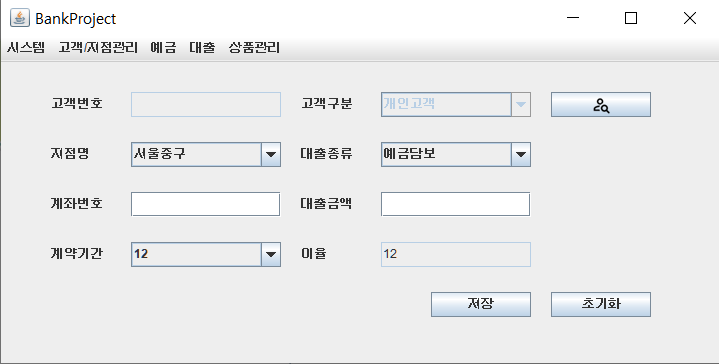 BankProject
시스템 고객/지점관리 예금 대출 상품관리
고객번호 고객구분 개인고객
지점명 서울중구 대출종류 예금담보
계좌번호 대출금액
계약기간 12 이율 12
저장 초기화